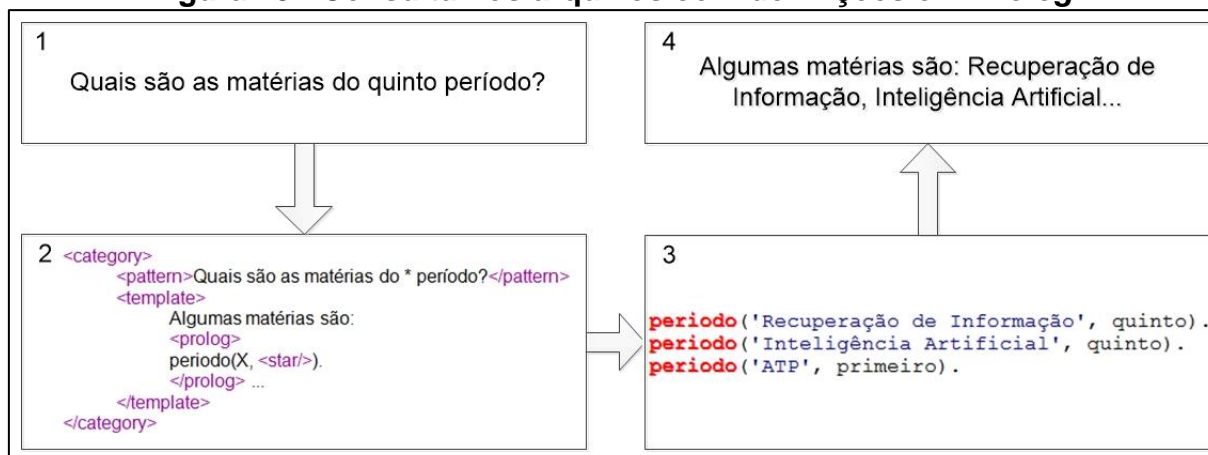 1
Quais são as matérias do quinto período?
2
<category>
<pattern>Quais são as matérias do * período?</pattern>
<template>
Algumas matérias são:
<prolog>
periodo(X, <star/>).
</prolog> ...
</template>
</category>
3
periodo('Recuperação de Informação', quinto).
periodo('Inteligência Artificial', quinto).
periodo('ATP', primeiro).
4
Algumas matérias são: Recuperação de
Informação, Inteligência Artificial...